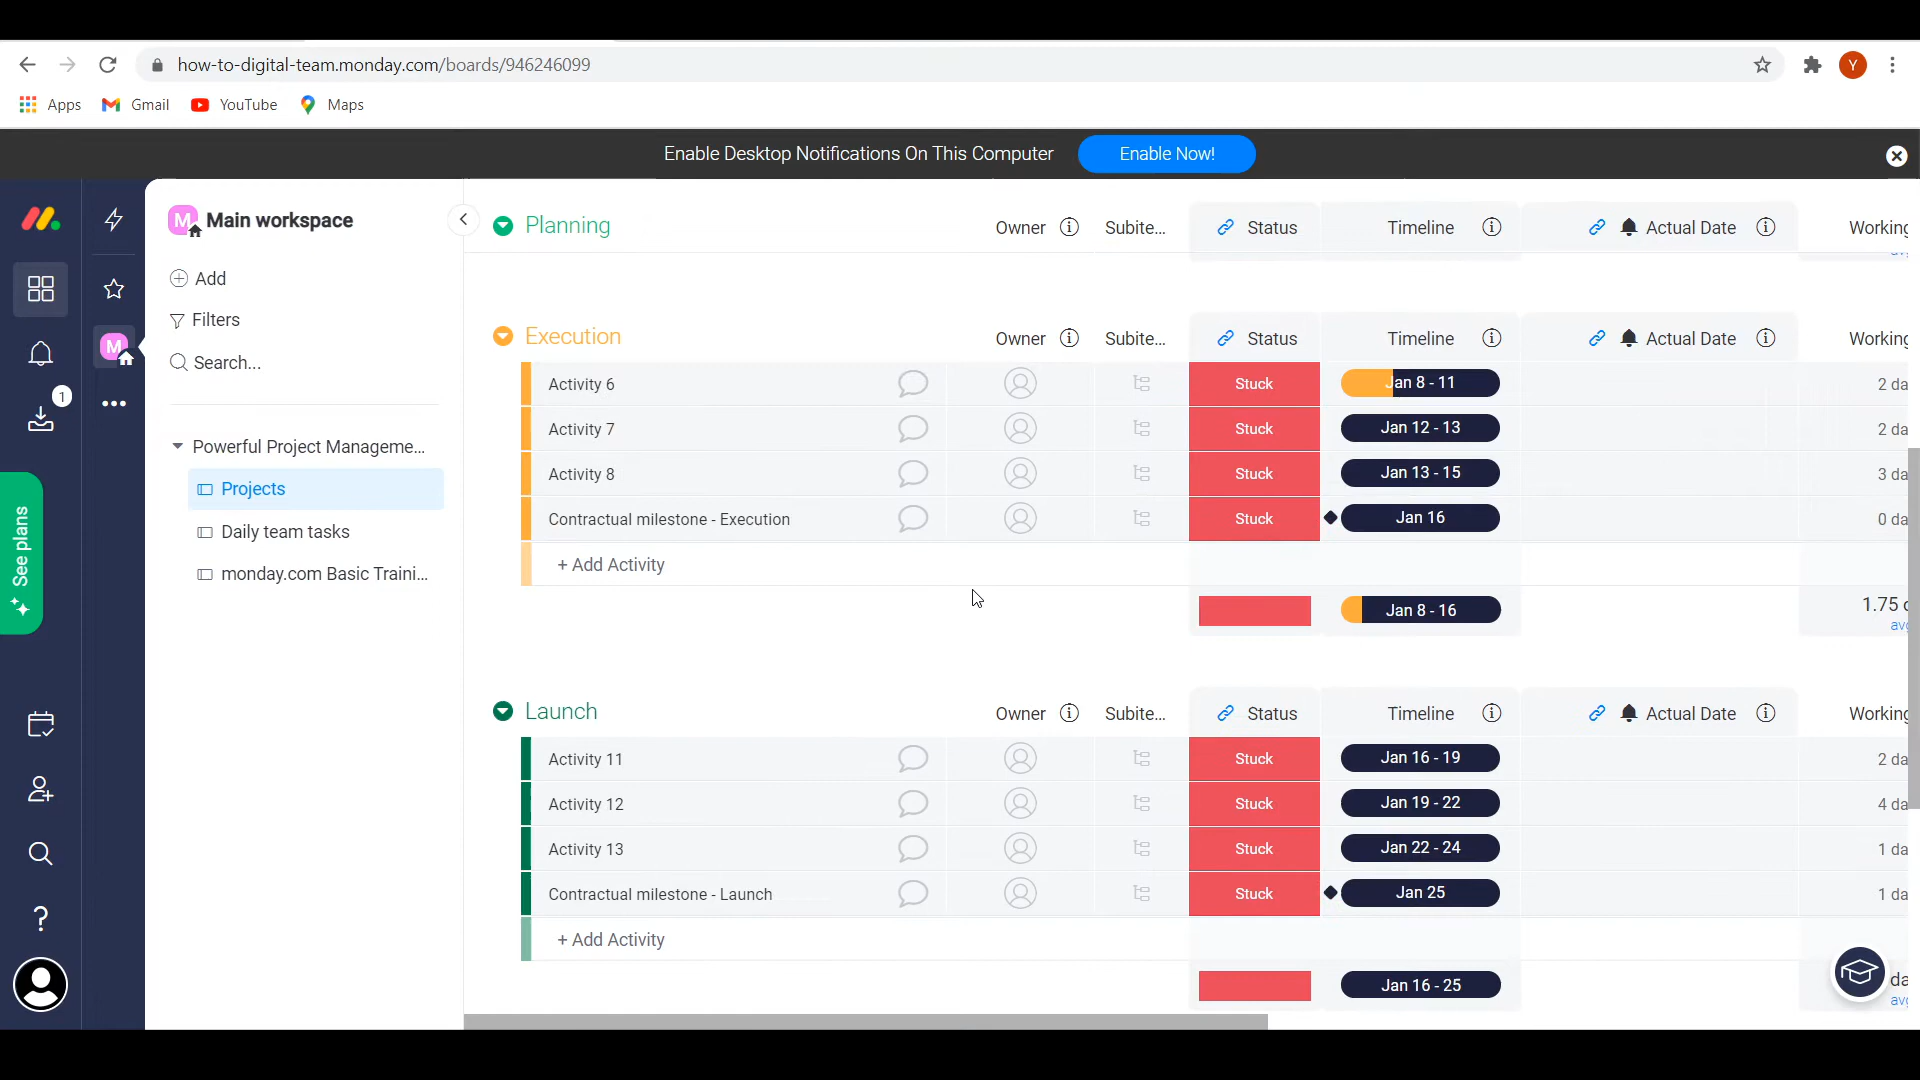 how-to-digital-team.monday.com/boards/946246099
Y
Apps
Gmail
YouTube
Maps
Enable Desktop Notifications On This Computer
Enable Now!
M
Main workspace
Add
Filters
Search...
M
1
See plans
Powerful Project Manageme...
Projects
Daily team tasks
monday.com Basic Traini...
Planning
Owner
Subite...
Status
Timeline
Actual Date
Working
Execution
Owner
Subite...
Status
Timeline
Actual Date
Working
Activity 6
Stuck
Jan 8 - 11
2 da
Activity 7
Stuck
Jan 12 - 13
2 da
Activity 8
Stuck
Jan 13 - 15
3 da
Contractual milestone - Execution
Stuck
Jan 16
0 da
+ Add Activity
Jan 8 - 16
1.75 d
avg
Launch
Owner
Subite...
Status
Timeline
Actual Date
Working
Activity 11
Stuck
Jan 16 - 19
2 da
Activity 12
Stuck
Jan 19 - 22
4 da
Activity 13
Stuck
Jan 22 - 24
1 da
Contractual milestone - Launch
Stuck
Jan 25
1 da
+ Add Activity
Jan 16 - 25
da
avg